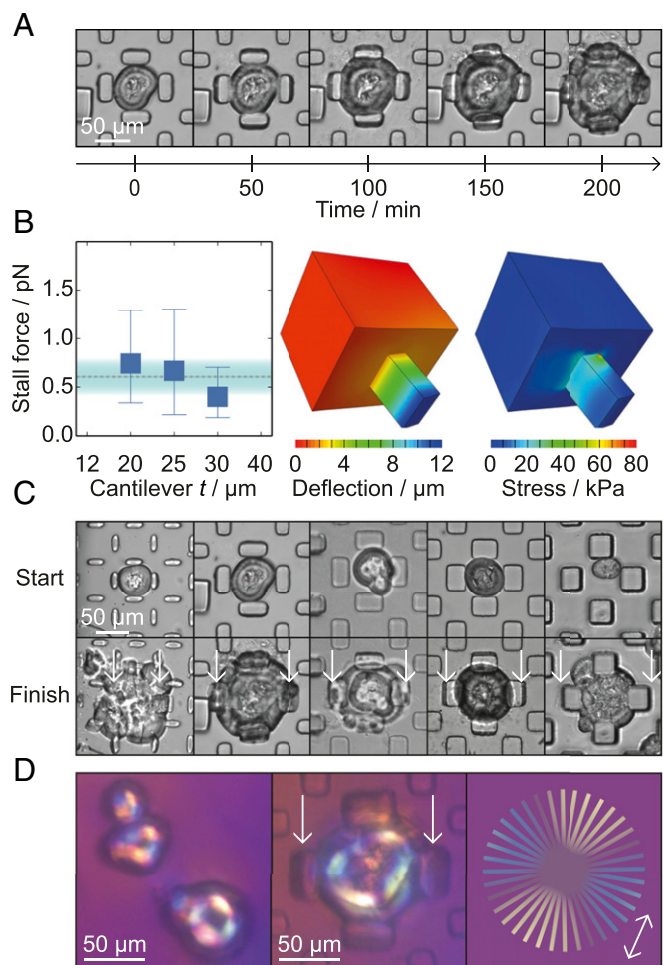 A
50 µm
0 50 100 150 200
Time / min
B
Stall force / pN
1.5
1.0
0.5
0.0
12 20 25 30 40
Cantilever t / µm
0 4 8 12
Deflection / µm
0 20 40 60 80
Stress / kPa
C
Start
50 µm
Finish
D
50 µm
50 µm